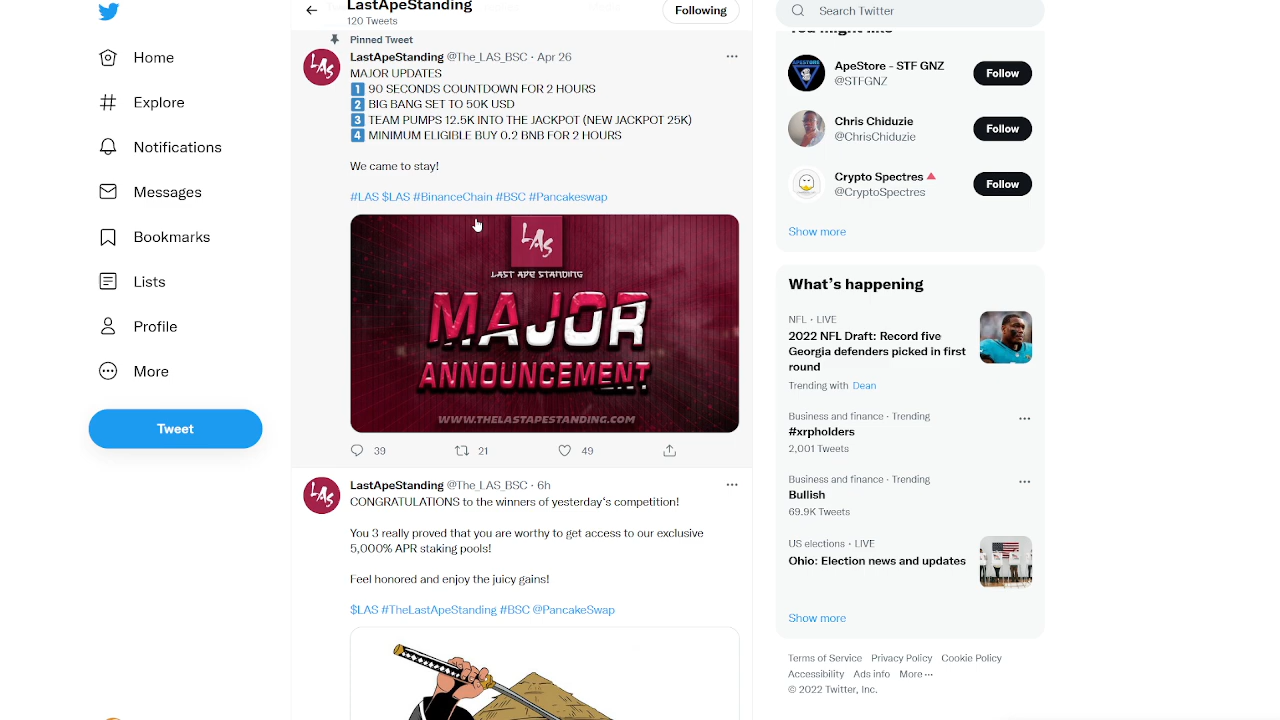 Home
Explore
Notifications
Messages
Bookmarks
Lists
Profile
More
Tweet
LastApeStanding
120 Tweets
Following
Pinned Tweet
LastApeStanding @The_LAS_BSC · Apr 26
MAJOR UPDATES
1 90 SECONDS COUNTDOWN FOR 2 HOURS
2 BIG BANG SET TO 50K USD
3 TEAM PUMPS 12.5K INTO THE JACKPOT (NEW JACKPOT 25K)
4 MINIMUM ELIGIBLE BUY 0.2 BNB FOR 2 HOURS
We came to stay!
#LAS $LAS #BinanceChain #BSC #Pancakeswap
LAS
LAST APE STANDING
MAJOR
ANNOUNCEMENT
WWW.THELASTAPESTANDING.COM
39 21 49
LastApeStanding @The_LAS_BSC · 6h
CONGRATULATIONS to the winners of yesterday's competition!
You 3 really proved that you are worthy to get access to our exclusive
5,000% APR staking pools!
Feel honored and enjoy the juicy gains!
$LAS #TheLastApeStanding #BSC @PancakeSwap
Search Twitter
You might like
ApeStore - STF GNZ
@STFGNZ
Follow
Chris Chiduzie
@ChrisChiduzie
Follow
Crypto Spectres
@CryptoSpectres
Follow
Show more
What's happening
NFL · LIVE
2022 NFL Draft: Record five
Georgia defenders picked in first
round
Trending with Dean
Business and finance · Trending
#xrpholders
2,001 Tweets
Business and finance · Trending
Bullish
69.9K Tweets
US elections · LIVE
Ohio: Election news and updates
Show more
Terms of Service Privacy Policy Cookie Policy
Accessibility Ads info More ···
© 2022 Twitter, Inc.